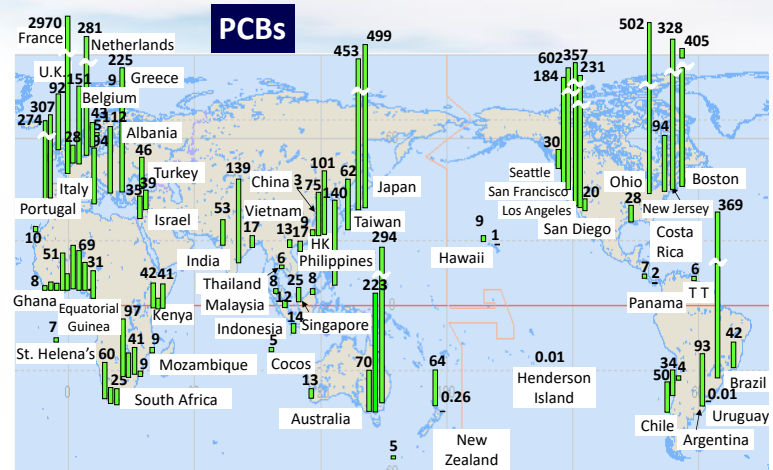 PCBs
2970
France
281
Netherlands
225
9
Greece
U.K.
151
92
Belgium
307
274
43
5
112
94
Albania
28
46
Turkey
39
35
Italy
Portugal
Israel
10
139
China
3
75
101
62
140
453
499
Japan
Taiwan
Vietnam
53
17
9
13
17
HK
Philippines
India
6
Thailand
Malaysia
8
25
8
12
Singapore
Indonesia
14
5
Cocos
294
223
70
13
Australia
64
0.26
New
Zealand
5
51
69
31
8
Ghana
Equatorial
Guinea
42
41
Kenya
7
St. Helena's
97
60
41
9
9
Mozambique
25
South Africa
602
357
184
231
30
Seattle
San Francisco
Los Angeles
20
San Diego
9
1
Hawaii
502
328
405
94
Ohio
New Jersey
Boston
28
Costa
Rica
369
7
2
6
Panama
T T
0.01
Henderson
Island
93
42
Brazil
34
4
50
0.01
Uruguay
Chile
Argentina